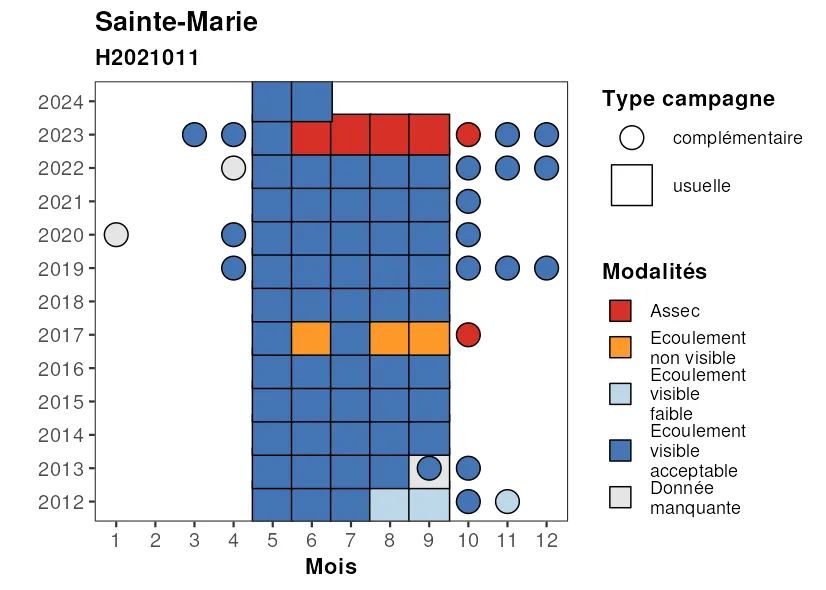 Sainte-Marie
H2021011
2024
2023
2022
2021
2020
2019
2018
2017
2016
2015
2014
2013
2012
1 2 3 4 5 6 7 8 9 10 11 12
Mois
Type campagne
complémentaire
usuelle
Modalités
Assec
Ecoulement
non visible
Ecoulement
visible
faible
Ecoulement
visible
acceptable
Donnée
manquante